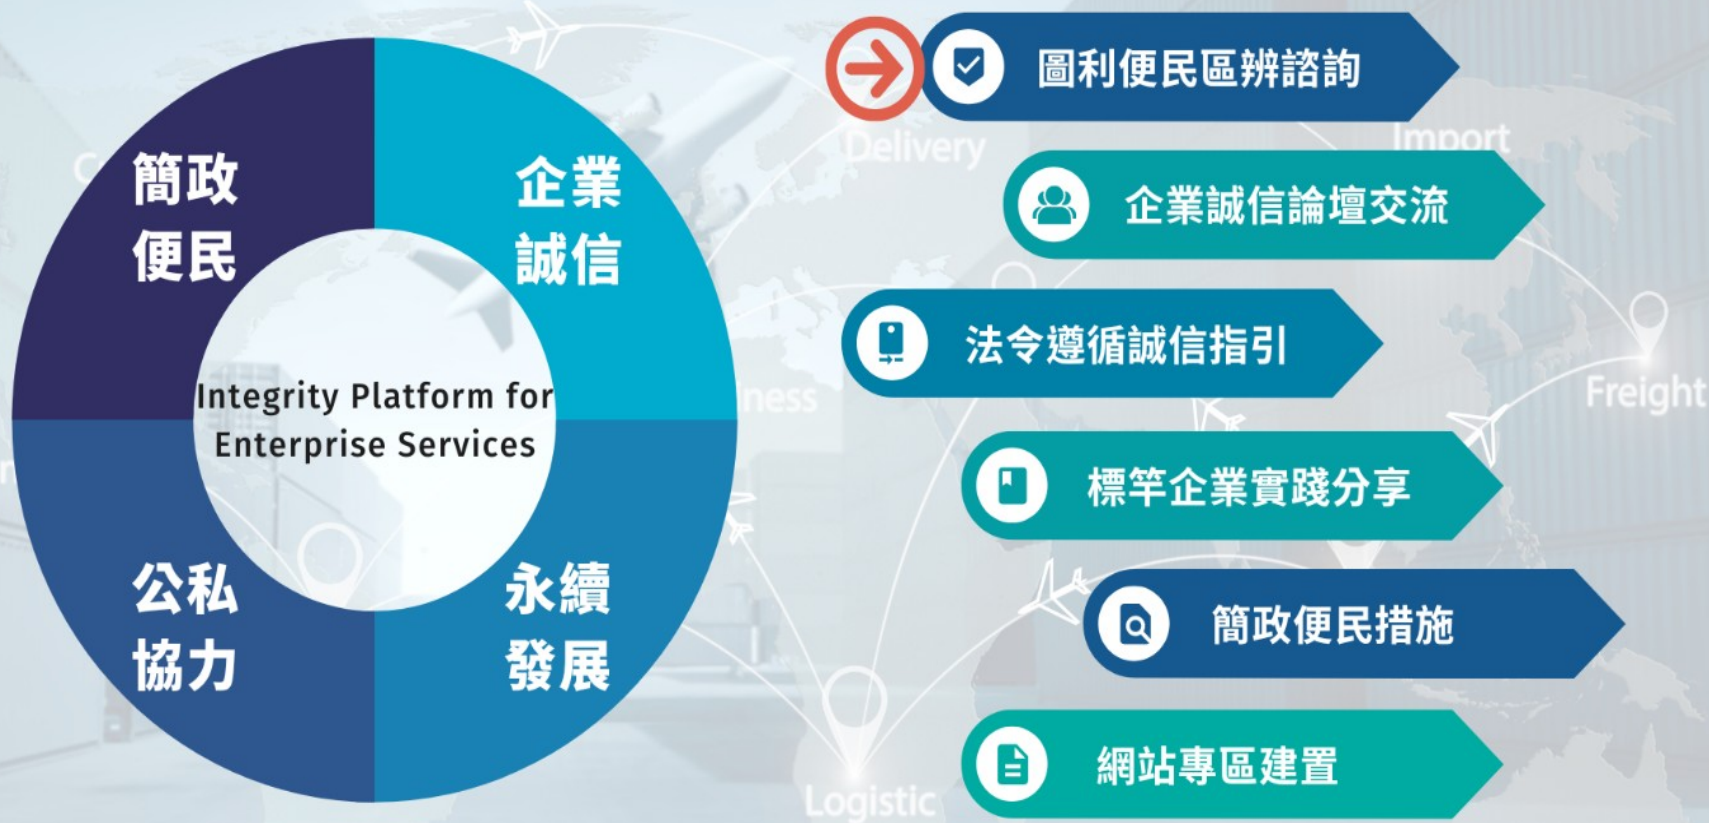 簡政
便民
企業
誠信
Integrity Platform for
Enterprise Services
公私
協力
永續
發展
圖利便民區辨諮詢
Delivery
Import
企業誠信論壇交流
法令遵循誠信指引
Freight
標竿企業實踐分享
簡政便民措施
網站專區建置
Logistic